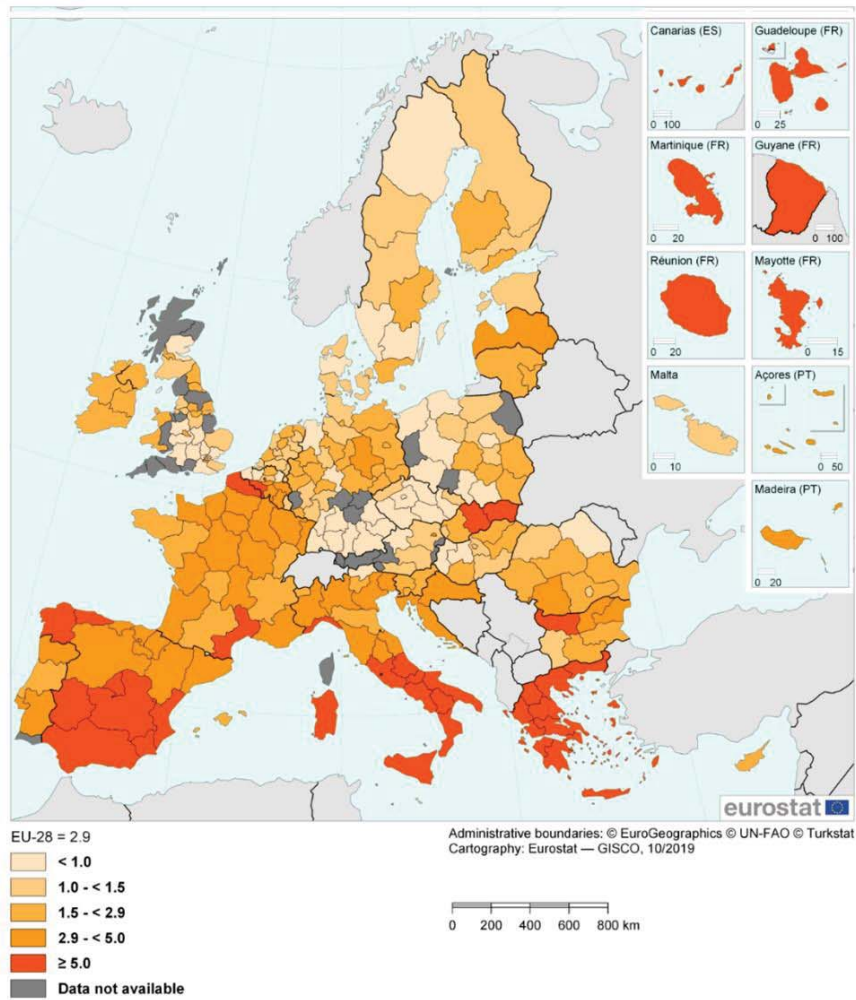 Canarias (ES)
0 100
Guadeloupe (FR)
0 25
Martinique (FR)
0 20
Guyane (FR)
0 100
Réunion (FR)
0 20
Mayotte (FR)
0 15
Malta
0 10
Açores (PT)
0 50
Madeira (PT)
0 20
eurostat
EU-28 = 2.9
< 1.0
1.0 - < 1.5
1.5 - < 2.9
2.9 - < 5.0
≥ 5.0
Data not available
Administrative boundaries: © EuroGeographics © UN-FAO © Turkstat
Cartography: Eurostat — GISCO, 10/2019
0 200 400 600 800 km